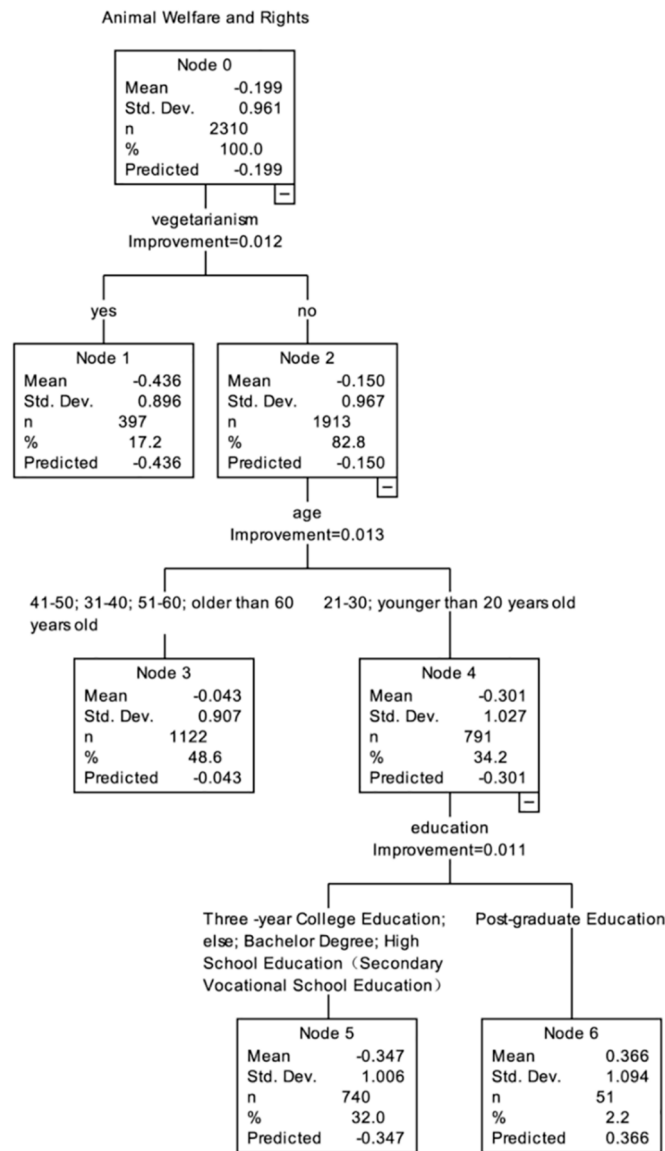 Animal Welfare and Rights
Node 0
Mean -0.199
Std. Dev. 0.961
n 2310
% 100.0
Predicted -0.199
vegetarianism
Improvement=0.012
yes
no
Node 1
Mean -0.436
Std. Dev. 0.896
n 397
% 17.2
Predicted -0.436
Node 2
Mean -0.150
Std. Dev. 0.967
n 1913
% 82.8
Predicted -0.150
age
Improvement=0.013
41-50; 31-40; 51-60; older than 60
years old
21-30; younger than 20 years old
Node 3
Mean -0.043
Std. Dev. 0.907
n 1122
% 48.6
Predicted -0.043
Node 4
Mean -0.301
Std. Dev. 1.027
n 791
% 34.2
Predicted -0.301
education
Improvement=0.011
Three -year College Education;
else; Bachelor Degree; High
School Education（Secondary
Vocational School Education）
Post-graduate Education
Node 5
Mean -0.347
Std. Dev. 1.006
n 740
% 32.0
Predicted -0.347
Node 6
Mean 0.366
Std. Dev. 1.094
n 51
% 2.2
Predicted 0.366